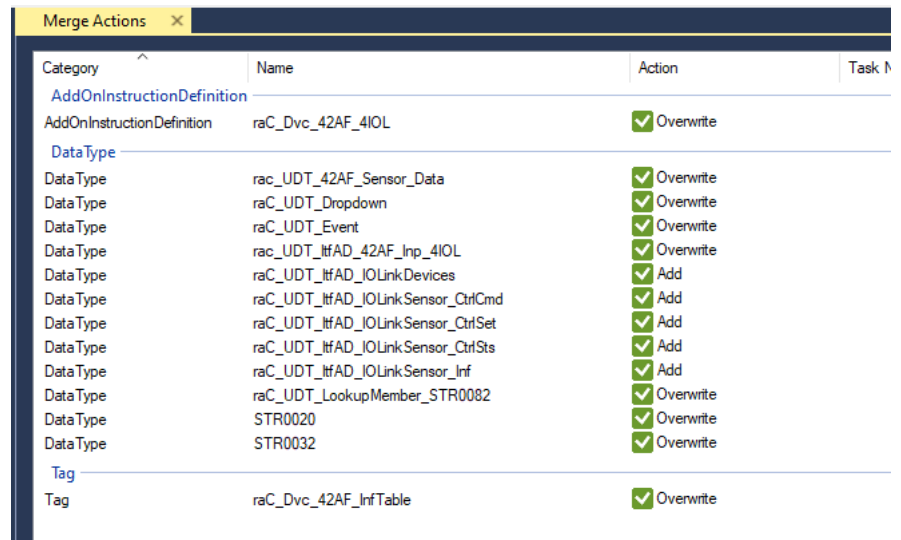 Merge Actions ×
Category Name Action Task N
AddOnInstructionDefinition
AddOnInstructionDefinition raC_Dvc_42AF_4IOL Overwrite
DataType
DataType rac_UDT_42AF_Sensor_Data Overwrite
DataType raC_UDT_Dropdown Overwrite
DataType raC_UDT_Event Overwrite
DataType rac_UDT_ItfAD_42AF_Inp_4IOL Overwrite
DataType raC_UDT_ItfAD_IOLinkDevices Add
DataType raC_UDT_ItfAD_IOLinkSensor_CtrlCmd Add
DataType raC_UDT_ItfAD_IOLinkSensor_CtrlSet Add
DataType raC_UDT_ItfAD_IOLinkSensor_CtrlSts Add
DataType raC_UDT_ItfAD_IOLinkSensor_Inf Add
DataType raC_UDT_LookupMember_STR0082 Overwrite
DataType STR0020 Overwrite
DataType STR0032 Overwrite
Tag
Tag raC_Dvc_42AF_InfTable Overwrite